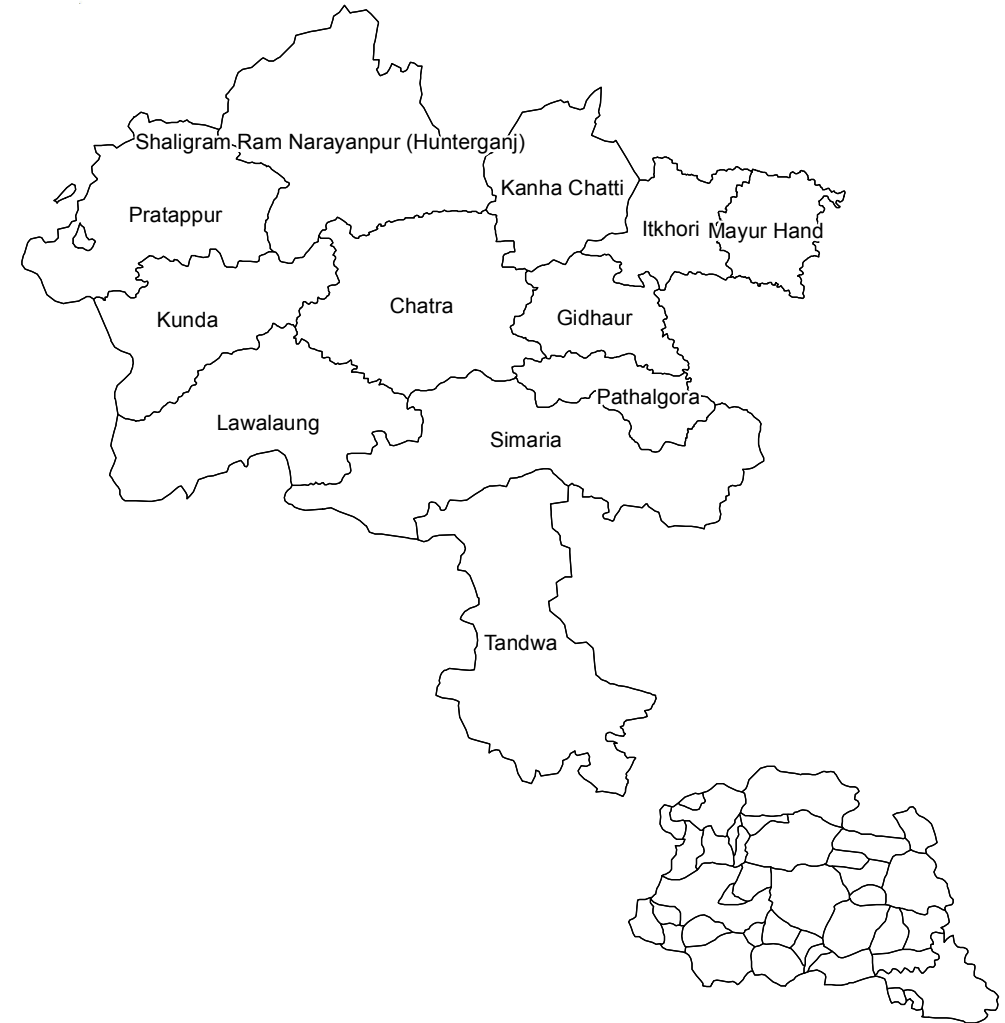 Shaligram Ram Narayanpur (Hunterganj)
Kanha Chatti
Pratappur
Itkhori
Mayur Hand
Chatra
Kunda
Gidhaur
Pathalgora
Lawalaung
Simaria
Tandwa